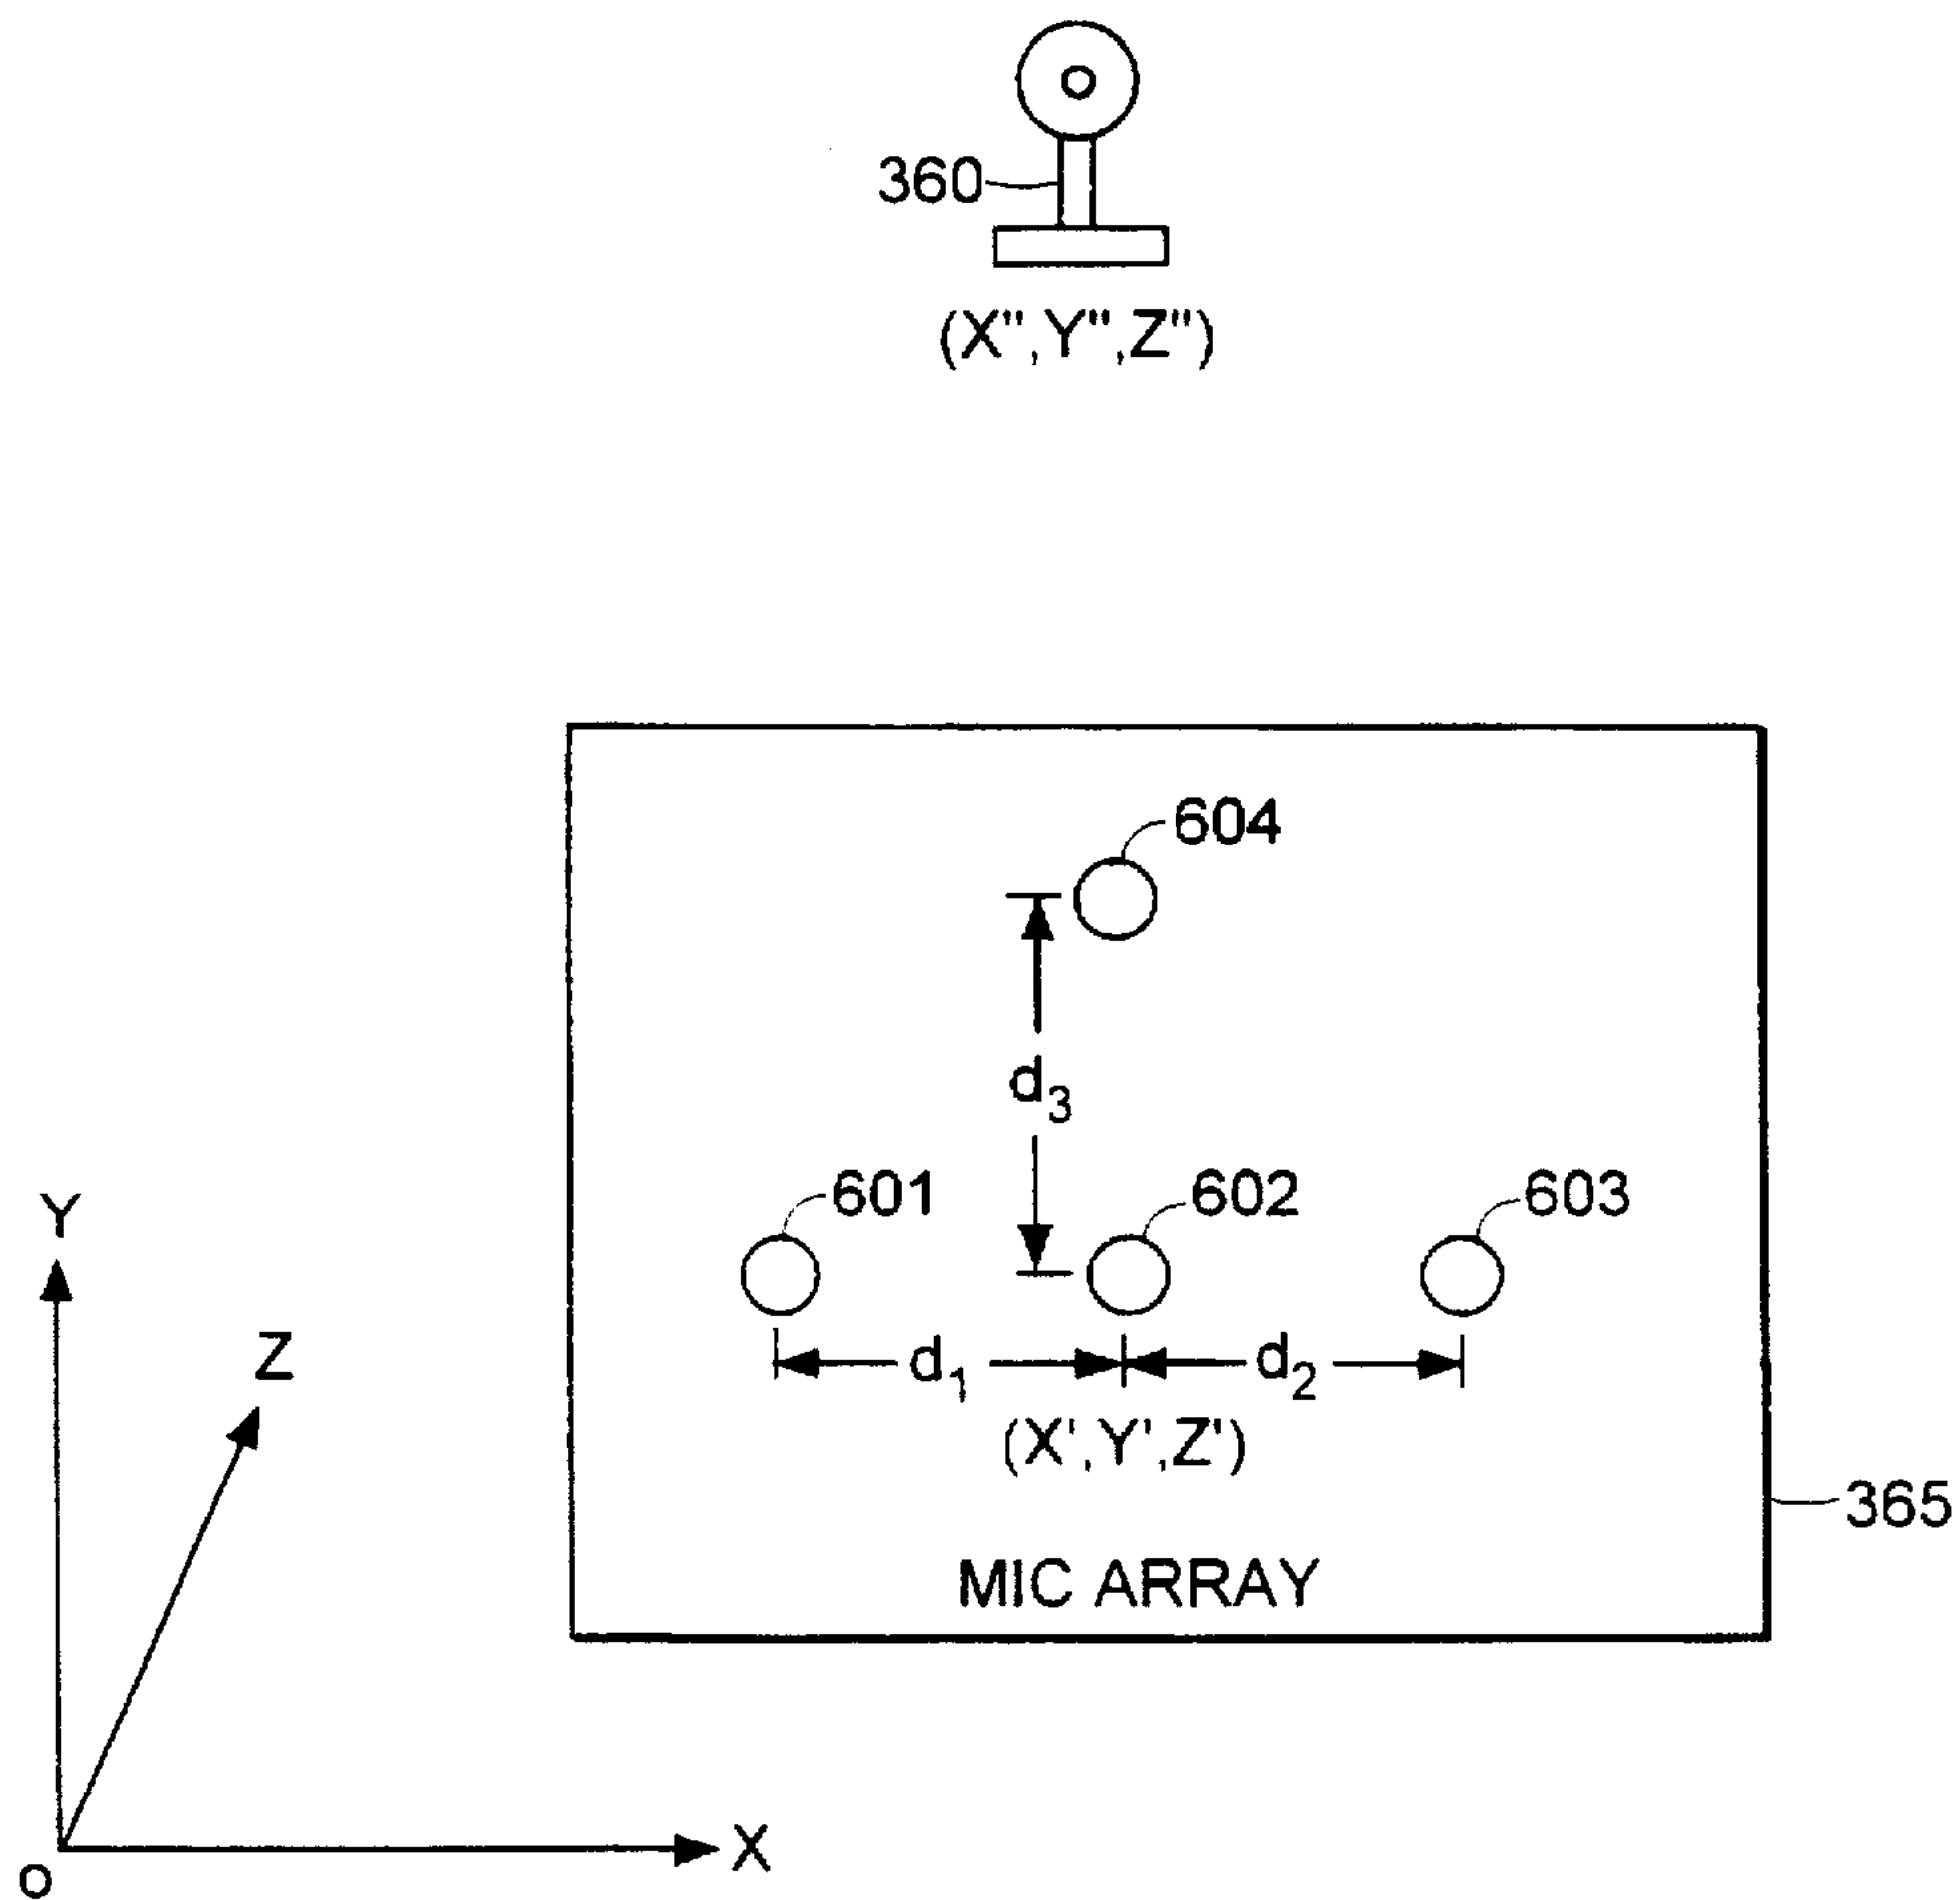 360
(X",Y",Z")
604
d3
601
602
603
d1
d2
(X',Y',Z')
365
MIC ARRAY
Y
Z
X
O